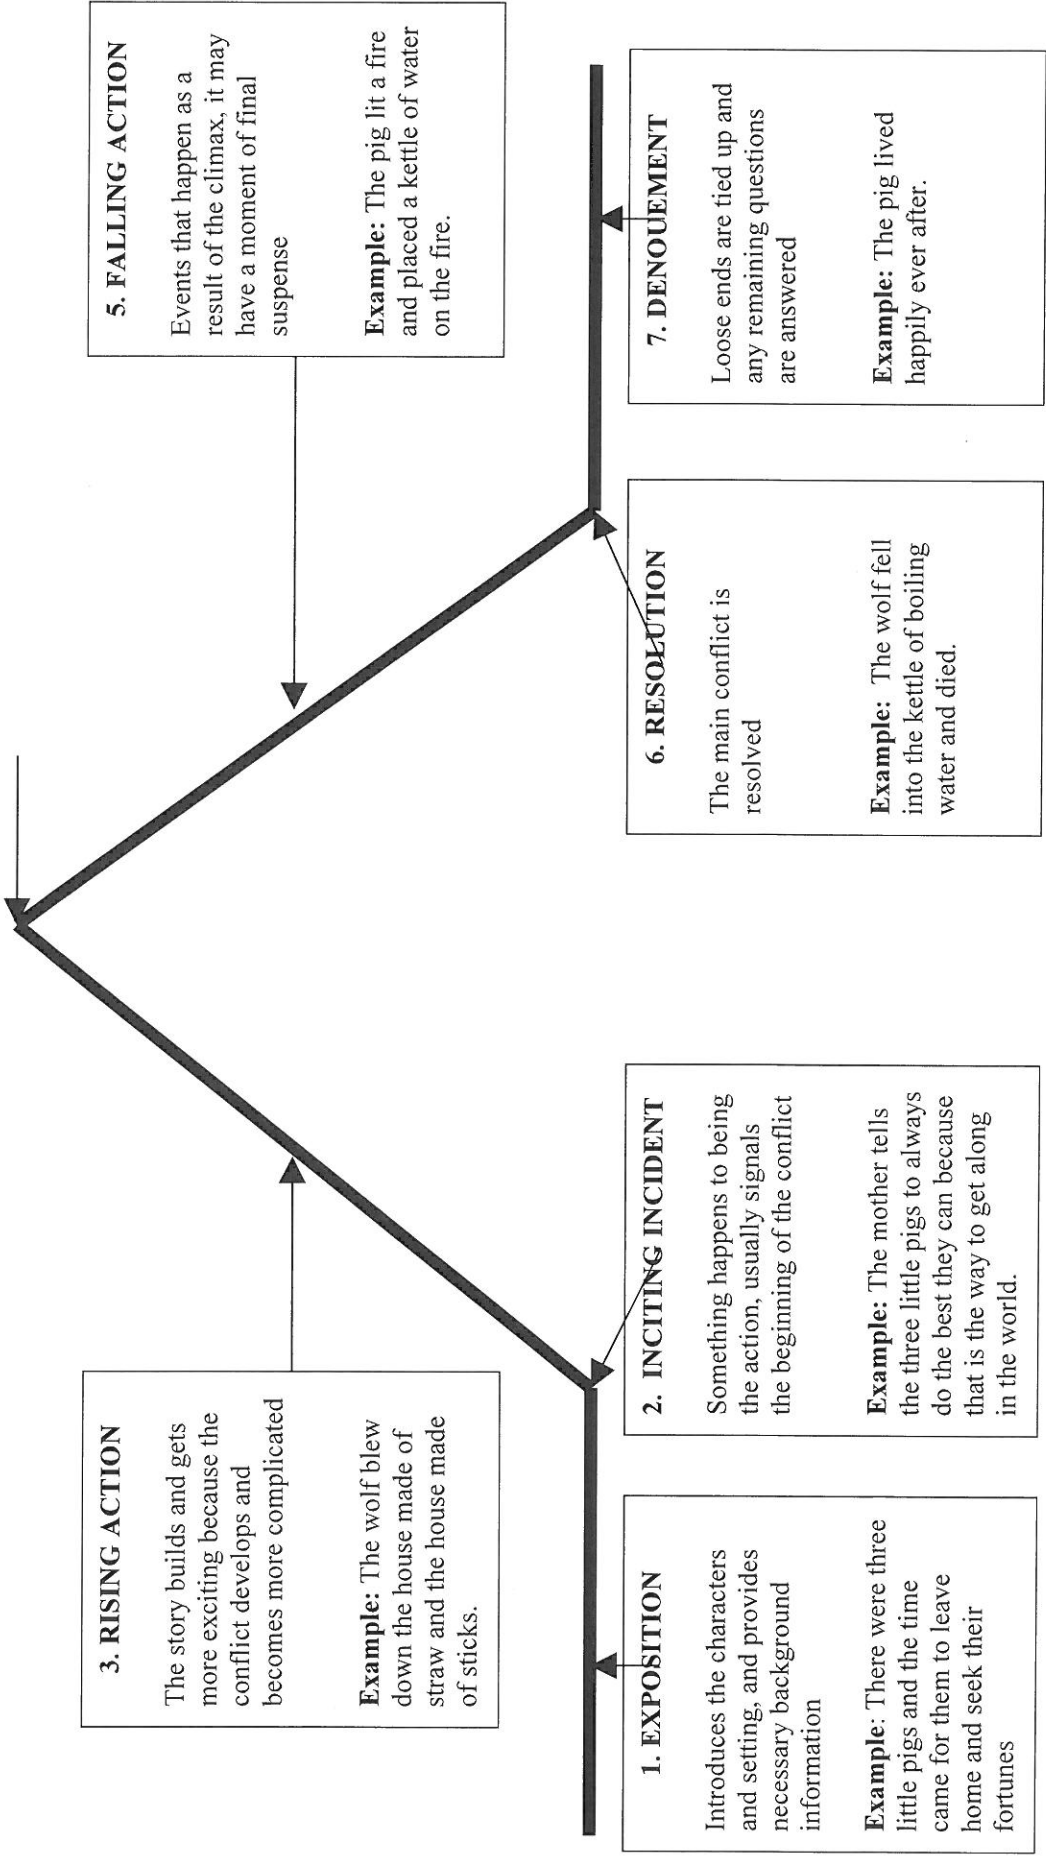 3. RISING ACTION
The story builds and gets
more exciting because the
conflict develops and
becomes more complicated
Example: The wolf blew
down the house made of
straw and the house made
of sticks.
5. FALLING ACTION
Events that happen as a
result of the climax, it may
have a moment of final
suspense
Example: The pig lit a fire
and placed a kettle of water
on the fire.
1. EXPOSITION
Introduces the characters
and setting, and provides
necessary background
information
Example: There were three
little pigs and the time
came for them to leave
home and seek their
fortunes
2. INCITING INCIDENT
Something happens to being
the action, usually signals
the beginning of the conflict
Example: The mother tells
the three little pigs to always
do the best they can because
that is the way to get along
in the world.
6. RESOLUTION
The main conflict is
resolved
Example: The wolf fell
into the kettle of boiling
water and died.
7. DENOUEMENT
Loose ends are tied up and
any remaining questions
are answered
Example: The pig lived
happily ever after.